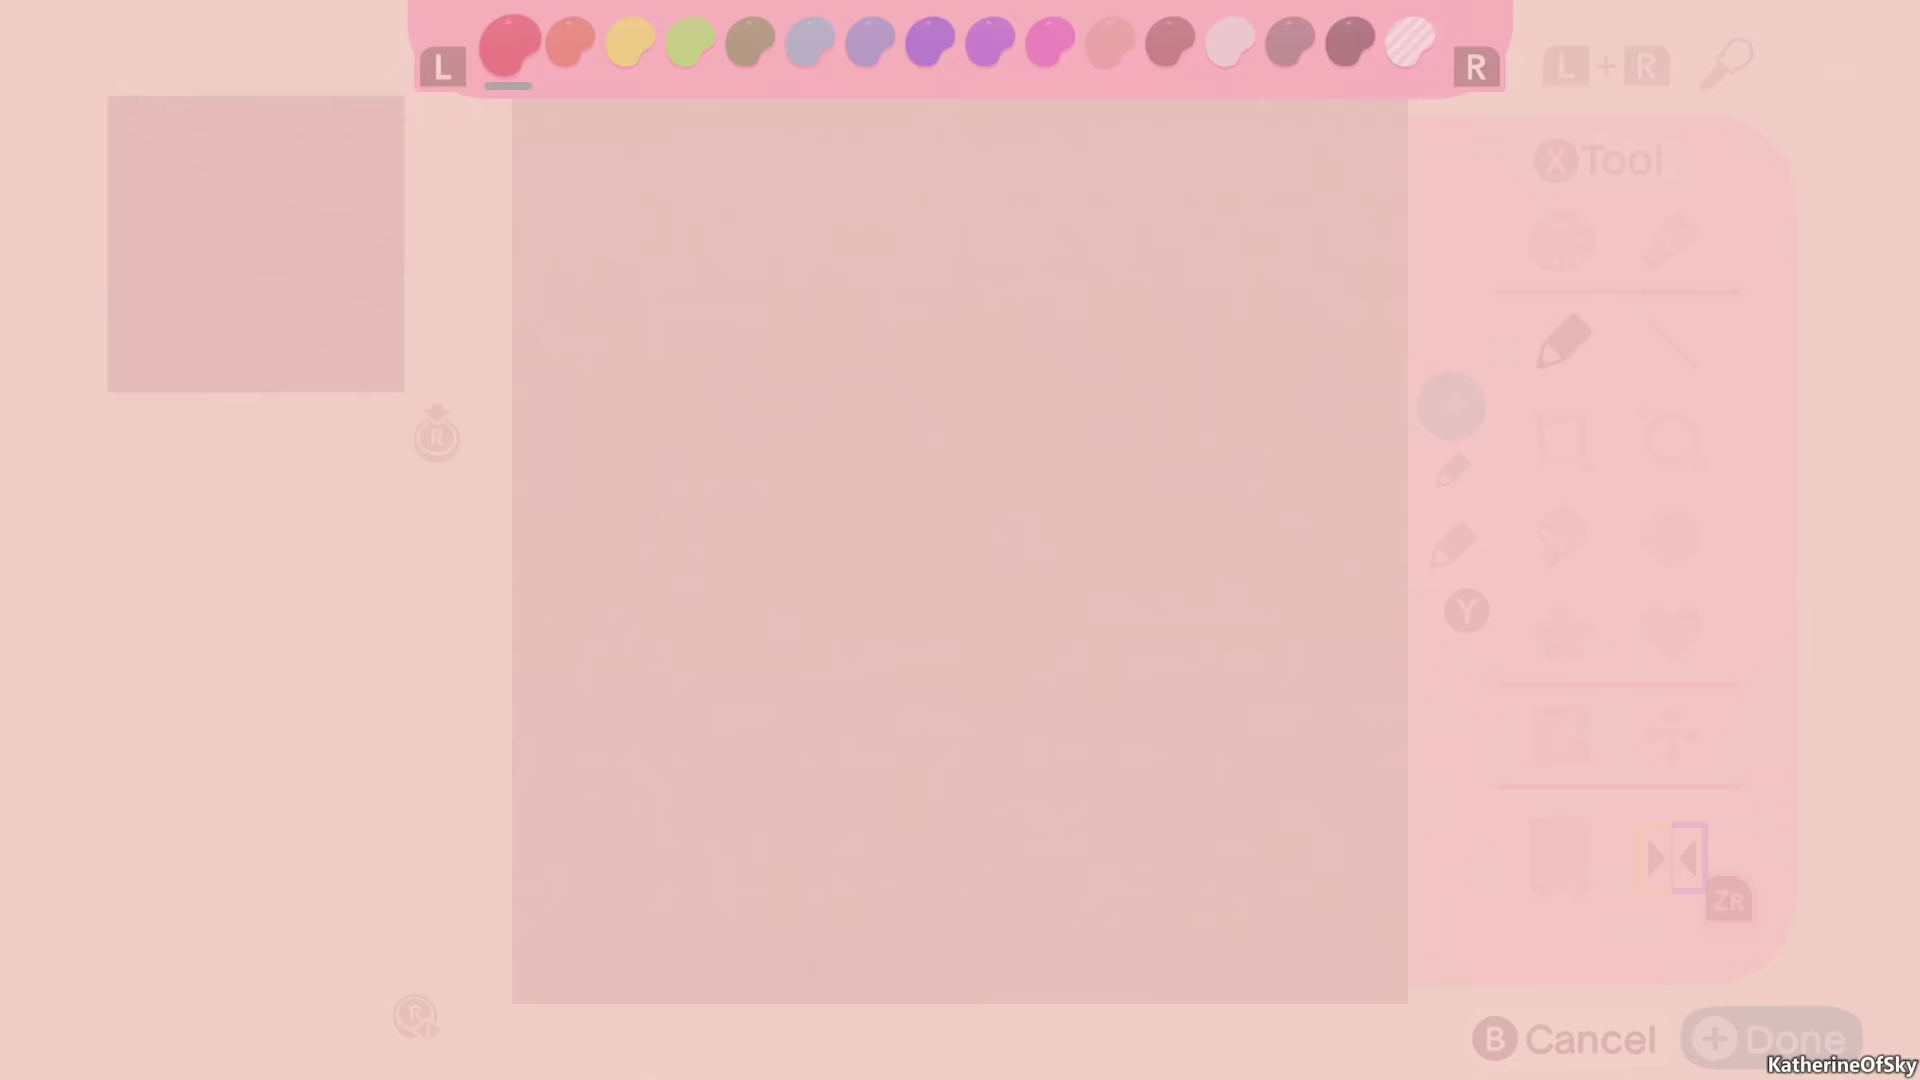 L
R
L + R
X Tool
R
Y
ZR
R
B Cancel
+ Done
KatherineOfSky